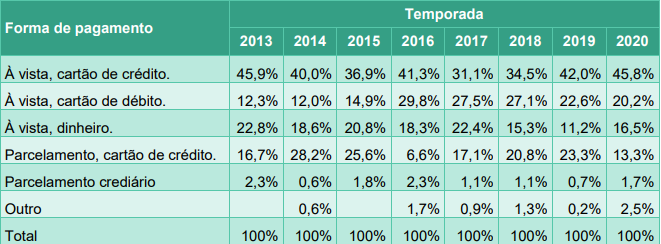 Forma de pagamento Temporada
2013 2014 2015 2016 2017 2018 2019 2020
À vista, cartão de crédito. 45,9% 40,0% 36,9% 41,3% 31,1% 34,5% 42,0% 45,8%
À vista, cartão de débito. 12,3% 12,0% 14,9% 29,8% 27,5% 27,1% 22,6% 20,2%
À vista, dinheiro. 22,8% 18,6% 20,8% 18,3% 22,4% 15,3% 11,2% 16,5%
Parcelamento, cartão de crédito. 16,7% 28,2% 25,6% 6,6% 17,1% 20,8% 23,3% 13,3%
Parcelamento crediário 2,3% 0,6% 1,8% 2,3% 1,1% 1,1% 0,7% 1,7%
Outro 0,6% 1,7% 0,9% 1,3% 0,2% 2,5%
Total 100% 100% 100% 100% 100% 100% 100% 100%